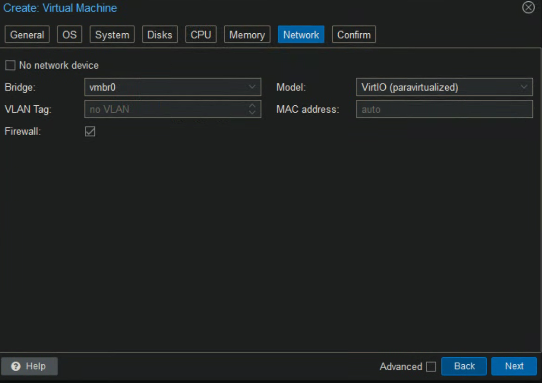 Create: Virtual Machine
General OS System Disks CPU Memory Network Confirm
No network device
Bridge: vmbr0 Model: VirtIO (paravirtualized)
VLAN Tag: no VLAN MAC address: auto
Firewall:
Help Advanced Back Next